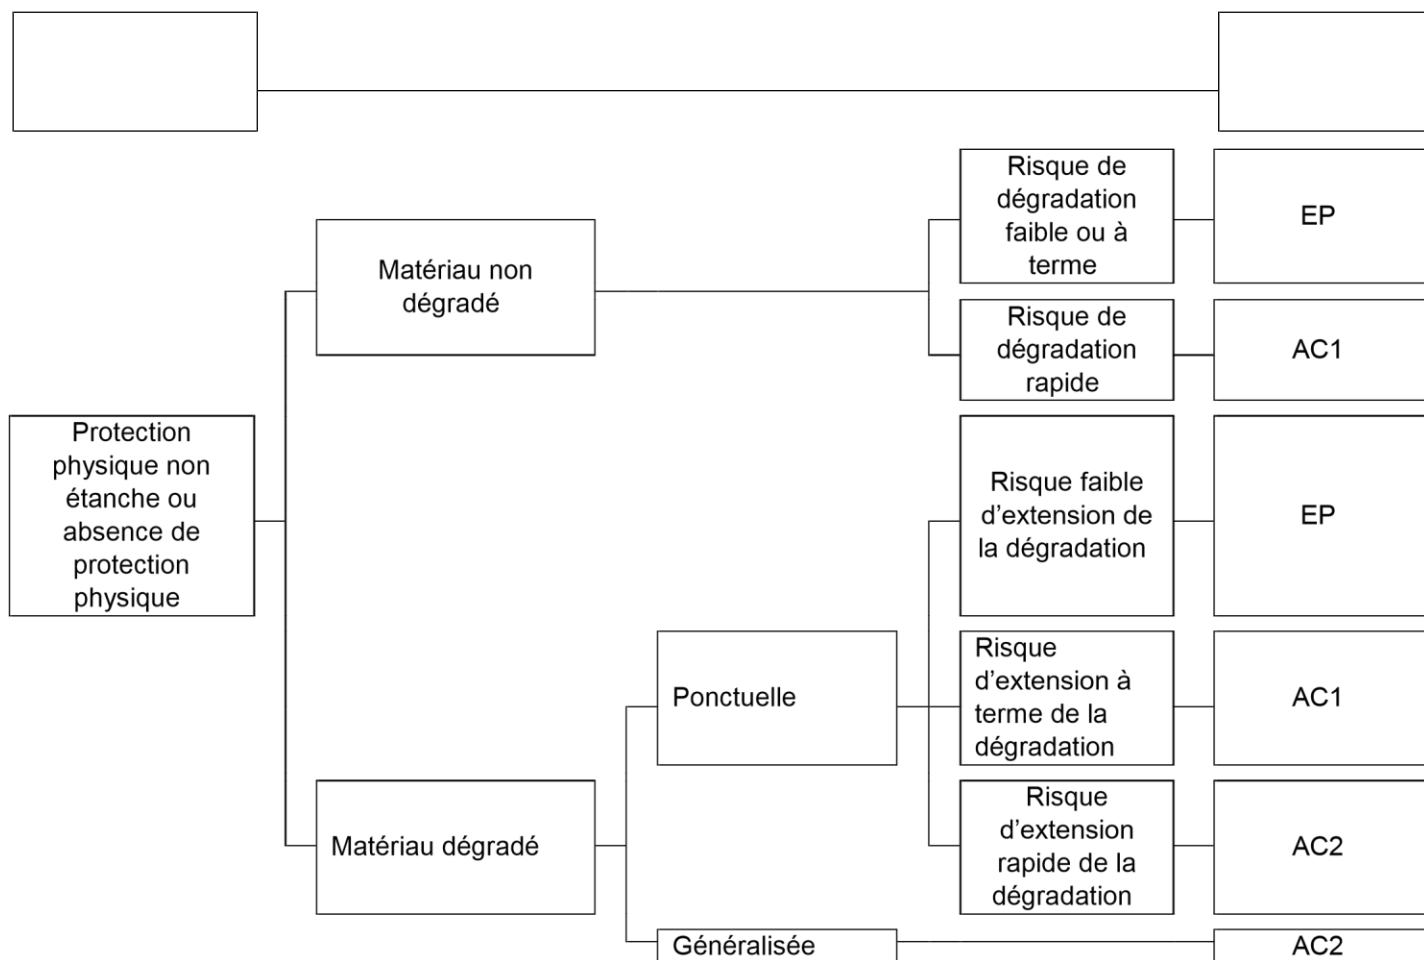 Risque de
dégradation
faible ou à
terme
EP
Matériau non
dégradé
Risque de
dégradation
rapide
AC1
Protection
physique non
étanche ou
absence de
protection
physique
Risque faible
d’extension de
la dégradation
EP
Ponctuelle
Risque
d’extension à
terme de la
dégradation
AC1
Matériau dégradé
Risque
d’extension
rapide de la
dégradation
AC2
Généralisée
AC2